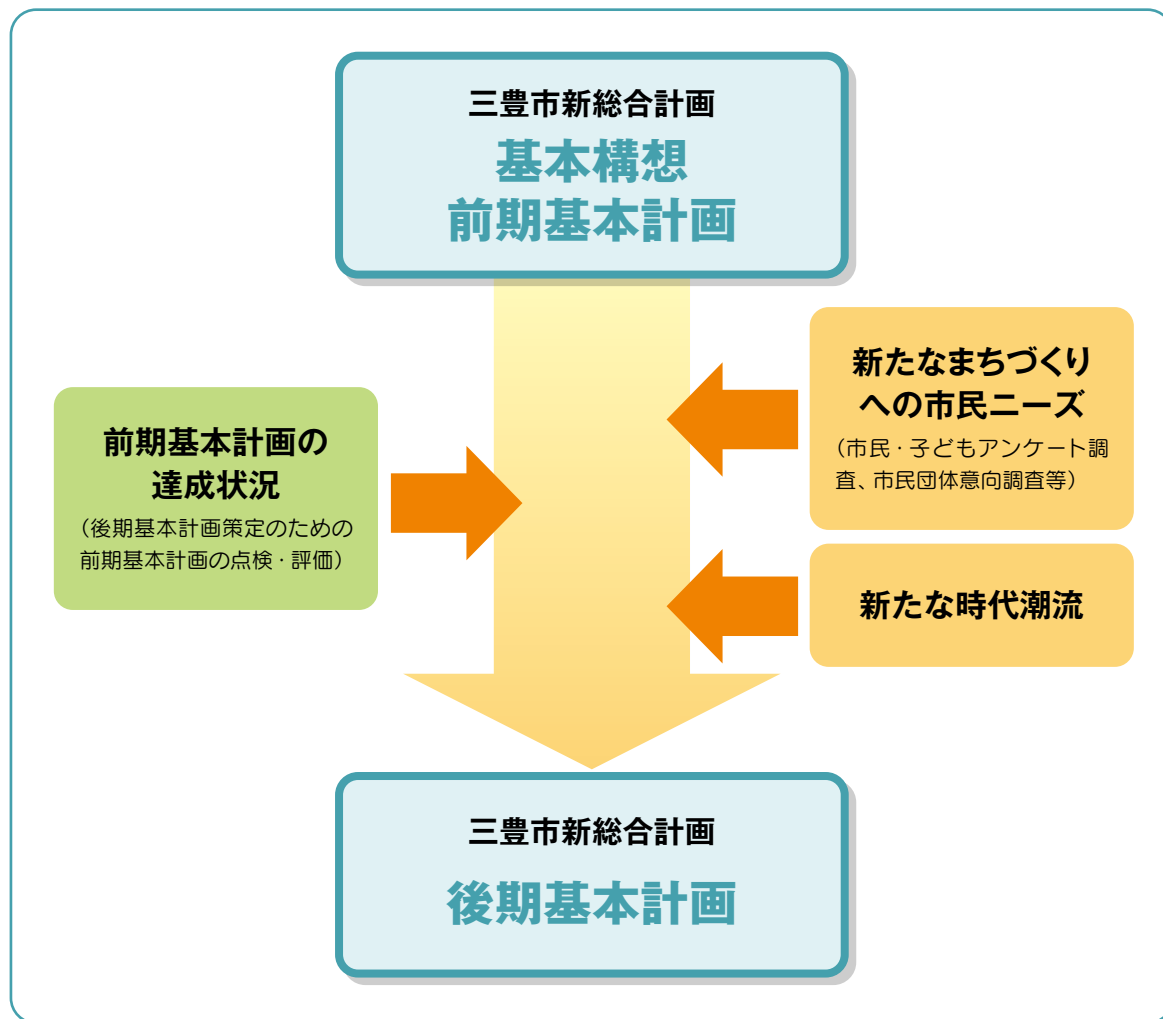 三豊市新総合計画
基本構想
前期基本計画
前期基本計画の
達成状況
（後期基本計画策定のための
前期基本計画の点検・評価）
新たなまちづくり
への市民ニーズ
（市民・子どもアンケート調
査、市民団体意向調査等）
新たな時代潮流
三豊市新総合計画
後期基本計画